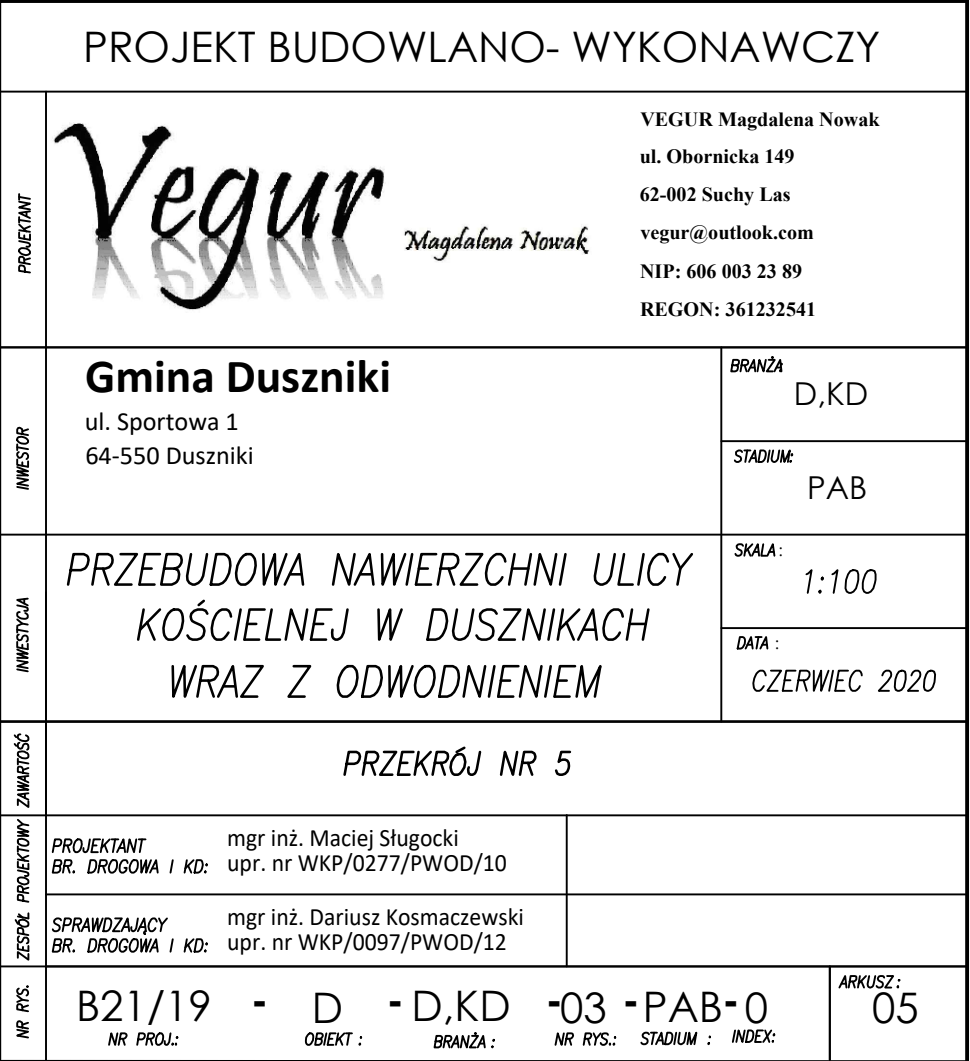 PROJEKT BUDOWLANO- WYKONAWCZY
PROJEKTANT
Vegur
Magdalena Nowak
VEGUR Magdalena Nowak
ul. Obornicka 149
62-002 Suchy Las
vegur@outlook.com
NIP: 606 003 23 89
REGON: 361232541
INWESTOR
Gmina Duszniki
ul. Sportowa 1
64-550 Duszniki
BRANŻA
D,KD
STADIUM:
PAB
INWESTYCJA
PRZEBUDOWA NAWIERZCHNI ULICY
KOŚCIELNEJ W DUSZNIKACH
WRAZ Z ODWODNIENIEM
SKALA :
1:100
DATA :
CZERWIEC 2020
ZAWARTOŚĆ
PRZEKRÓJ NR 5
ZESPÓŁ PROJEKTOWY
PROJEKTANT
BR. DROGOWA I KD:
mgr inż. Maciej Sługocki
upr. nr WKP/0277/PWOD/10
SPRAWDZAJĄCY
BR. DROGOWA I KD:
mgr inż. Dariusz Kosmaczewski
upr. nr WKP/0097/PWOD/12
NR RYS.
B21/19 - D - D,KD -03 -PAB- 0
NR PROJ.: OBIEKT : BRANŻA : NR RYS.: STADIUM : INDEX:
ARKUSZ :
05